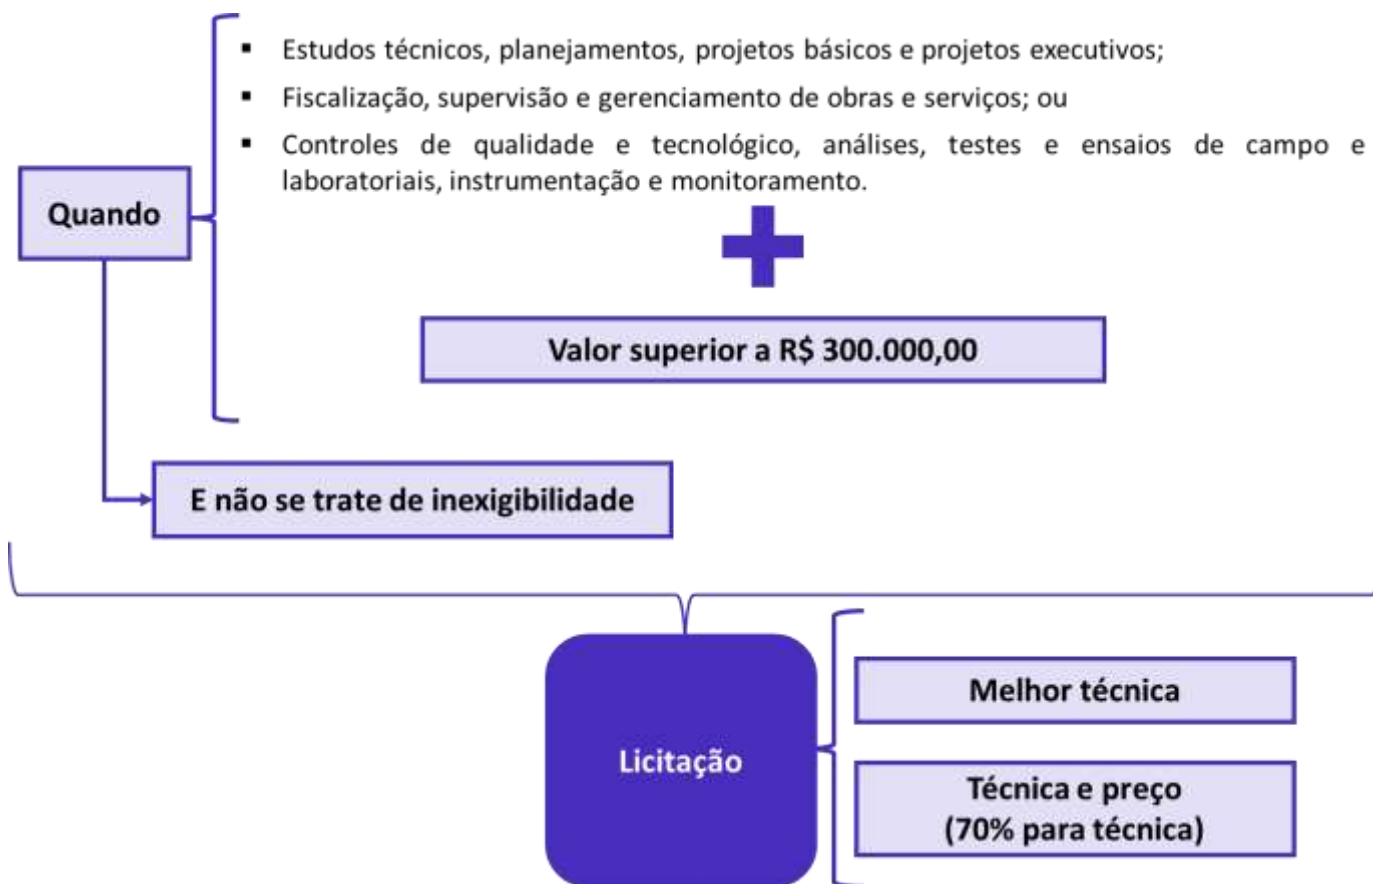 ▪ Estudos técnicos, planejamentos, projetos básicos e projetos executivos;
▪ Fiscalização, supervisão e gerenciamento de obras e serviços; ou
▪ Controles de qualidade e tecnológico, análises, testes e ensaios de campo e
laboratoriais, instrumentação e monitoramento.
Quando
Valor superior a R$ 300.000,00
E não se trate de inexigibilidade
Licitação
Melhor técnica
Técnica e preço
(70% para técnica)